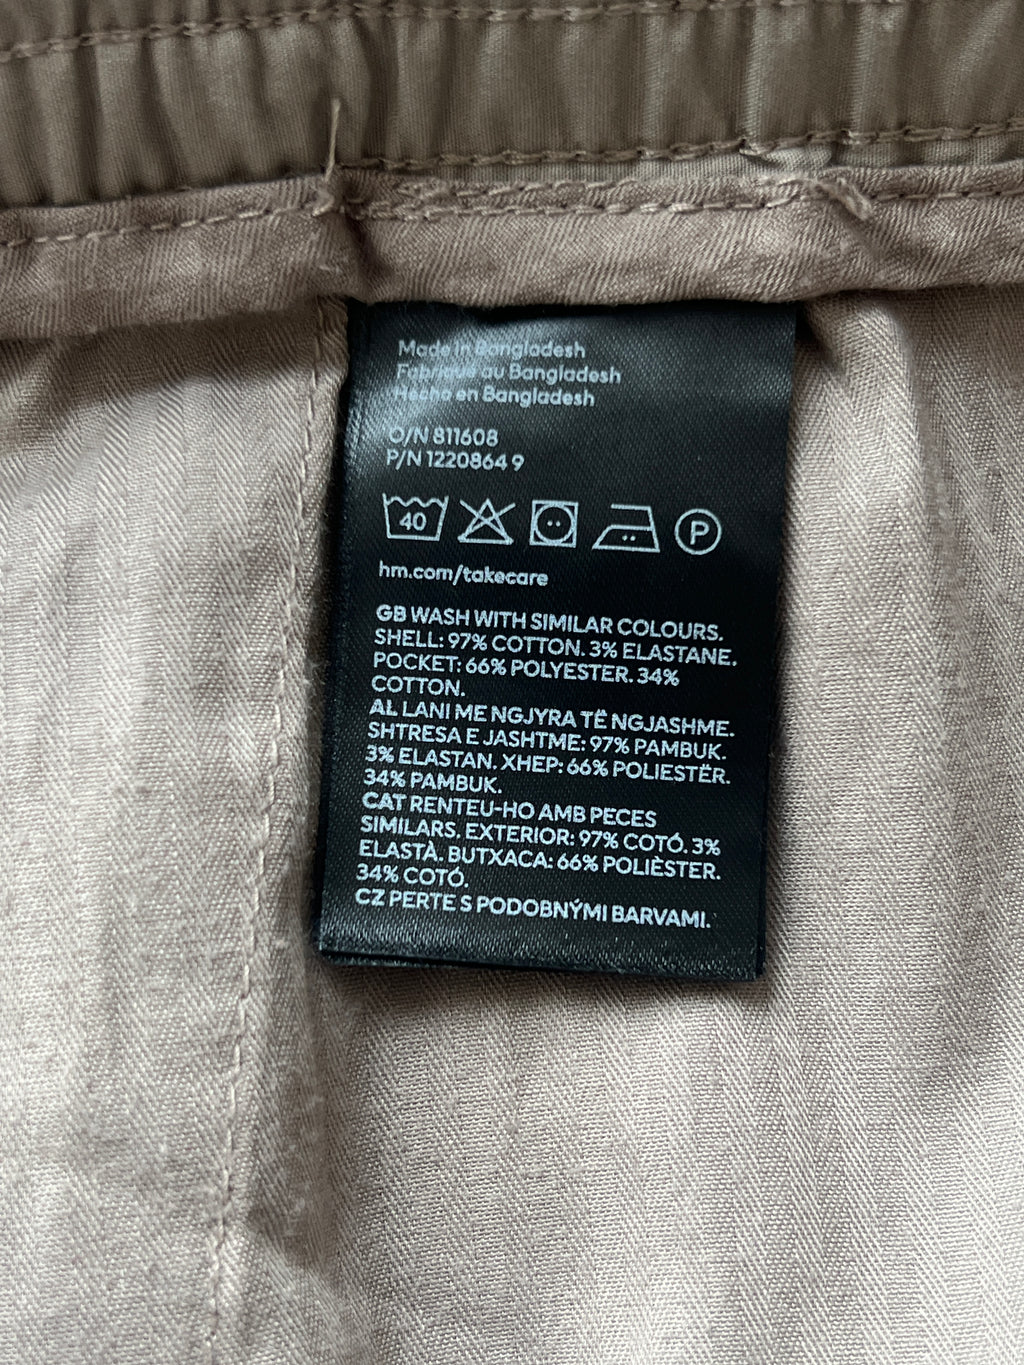 Made in Bangladesh
Fabriqué au Bangladesh
Hecho en Bangladesh
O/N 811608
P/N 1220864 9
40
P
hm.com/takecare
GB WASH WITH SIMILAR COLOURS.
SHELL: 97% COTTON. 3% ELASTANE.
POCKET: 66% POLYESTER. 34%
COTTON.
AL LANI ME NGJYRA TË NGJASHME.
SHTRESA E JASHTME: 97% PAMBUK.
3% ELASTAN. XHEP: 66% POLIESTËR.
34% PAMBUK.
CAT RENTEU-HO AMB PECES
SIMILARS. EXTERIOR: 97% COTÓ. 3%
ELASTÀ. BUTXACA: 66% POLIÈSTER.
34% COTÓ.
CZ PERTE S PODOBNÝMI BARVAMI.